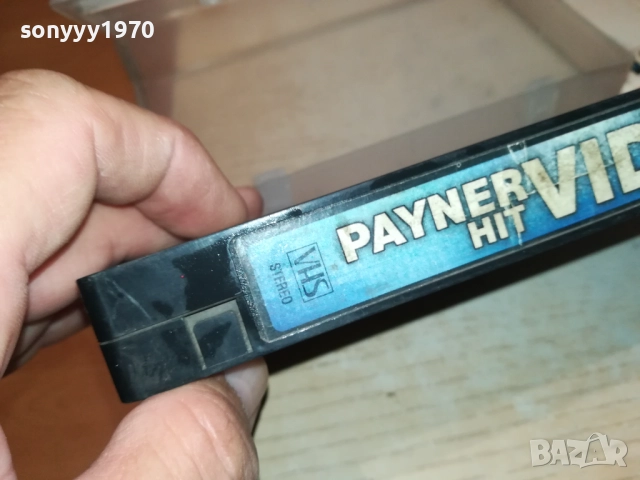 sonyyy1970
VHS
STEREO
PAYNER
HIT
VID
BAZAR